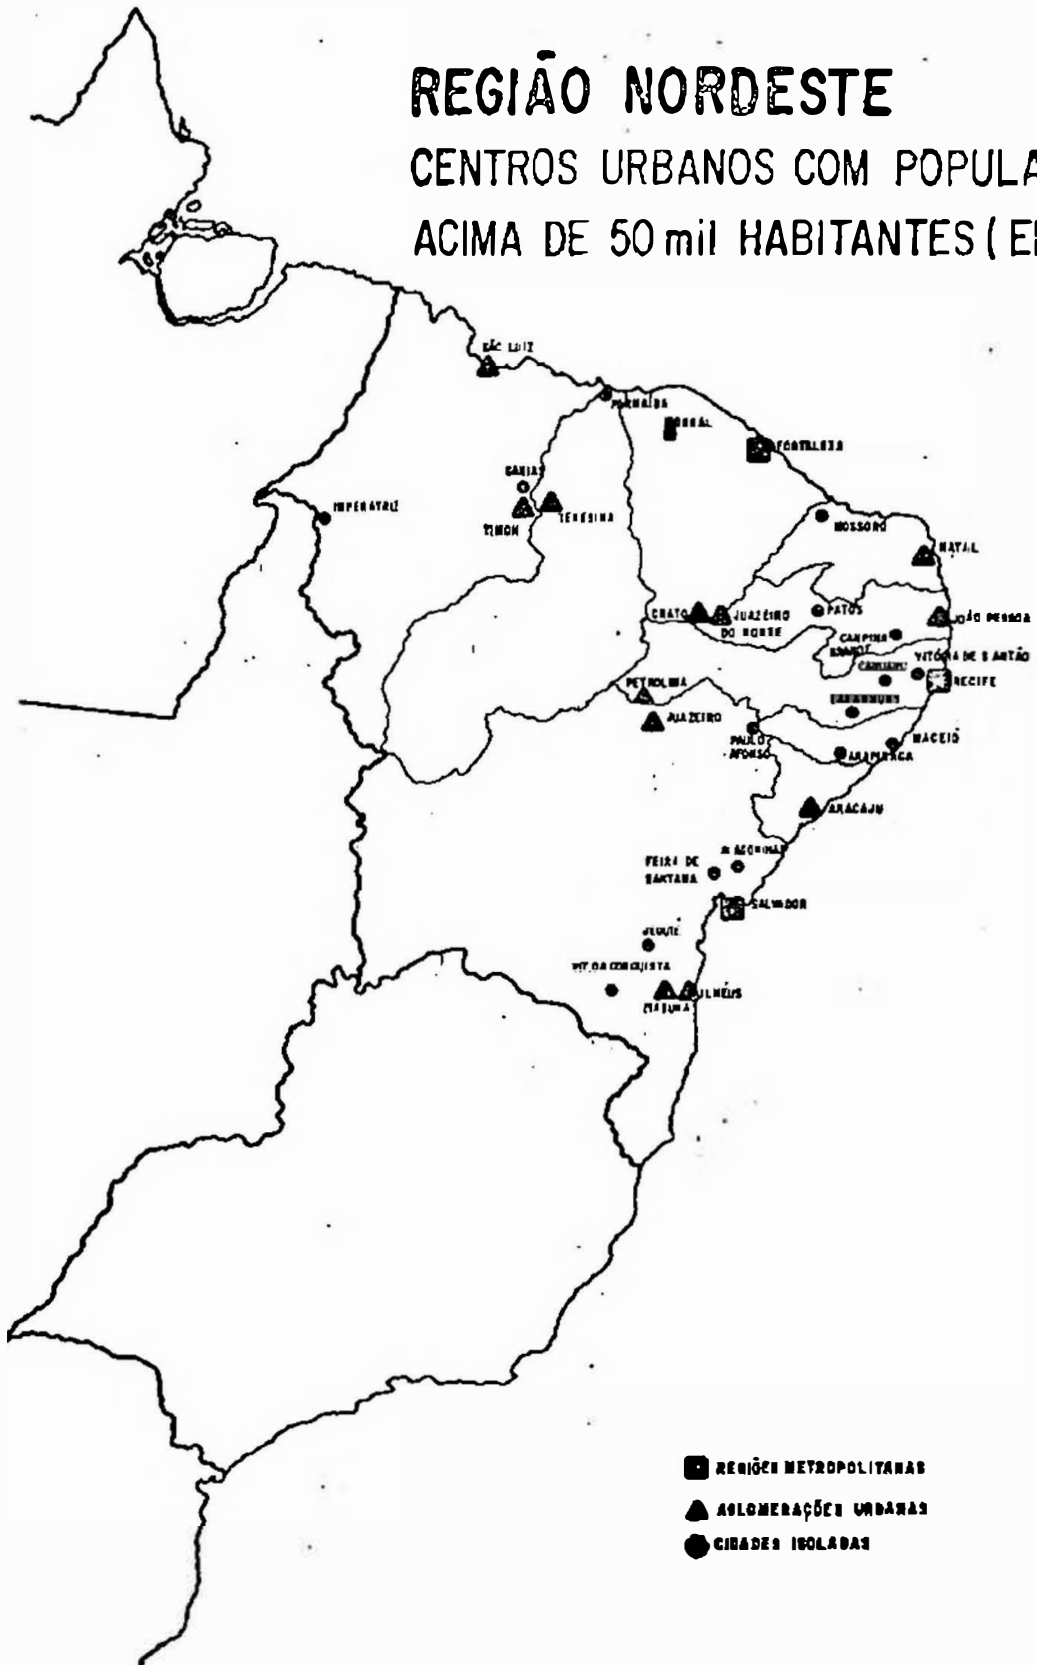 REGIÃO NORDESTE
CENTROS URBANOS COM POPULA
ACIMA DE 50 mil HABITANTES (
SÃO LUIZ
PARNAÍBA
SOBRAL
FORTALEZA
CAXIAS
IMPERATRIZ
TIMON
TERESINA
MOSSORÓ
NATAL
CRATO
JUAZEIRO
DO NORTE
PATOS
JOÃO PESSOA
CAMPINA
GRANDE
VITÓRIA DE S ANTÃO
CARUARU
RECIFE
PETROLINA
GARANHUNS
JUAZEIRO
PAULO
AFONSO
MACEIÓ
ARAPIRACA
ARACAJU
ALAGOINHAS
FEIRA DE
SANTANA
SALVADOR
JEQUIÉ
VIT. DA CONQUISTA
ITABUNA
ILHÉUS
REGIÕES METROPOLITANAS
AGLOMERAÇÕES URBANAS
CIDADES ISOLADAS